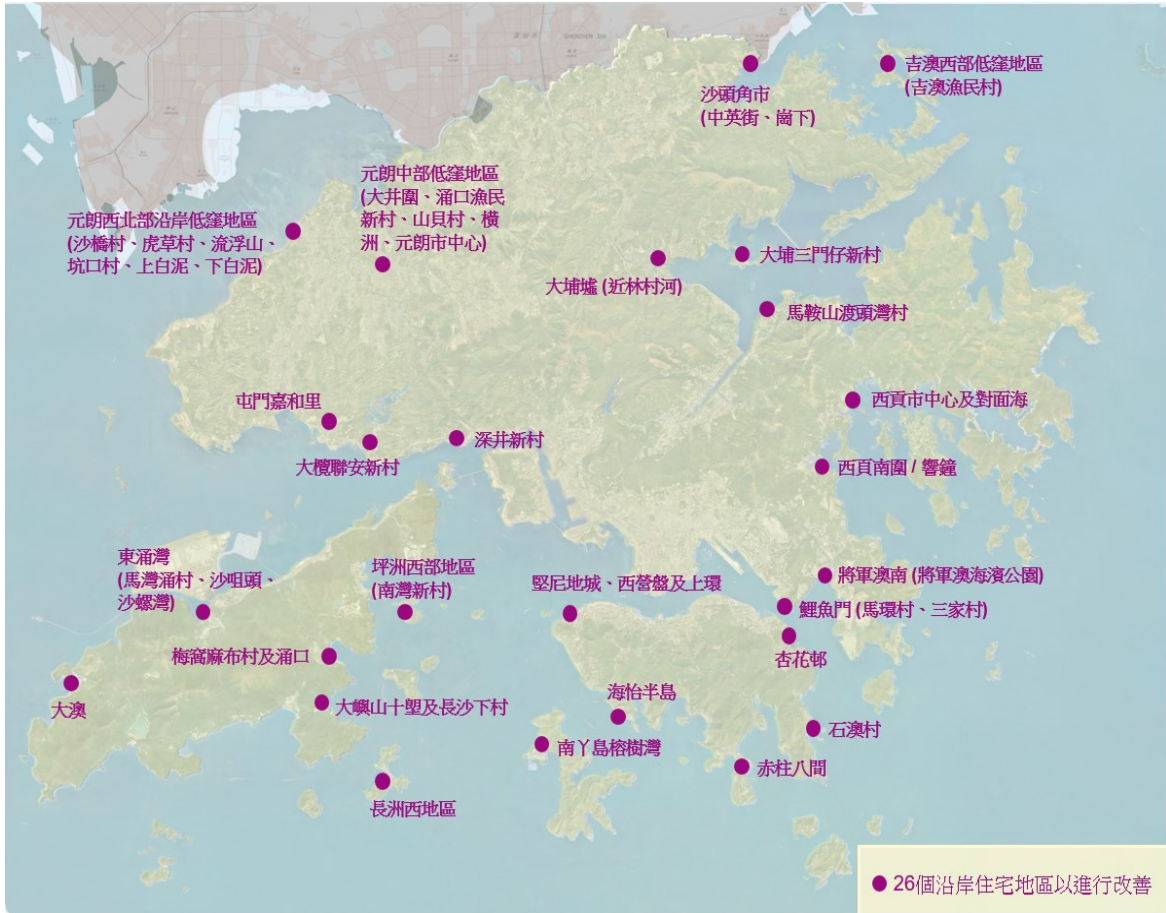 吉澳西部低窪地區
(吉澳漁民村)
沙頭角市
(中英街、崗下)
元朗中部低窪地區
(大井圍、涌口漁民
新村、山貝村、橫
洲、元朗市中心)
元朗西北部沿岸低窪地區
(沙橋村、虎草村、流浮山、
坑口村、上白泥、下白泥)
大埔三門仔新村
大埔墟 (近林村河)
馬鞍山渡頭灣村
屯門嘉和里
西貢市中心及對面海
深井新村
大欖聯安新村
西貢南圍 / 響鐘
東涌灣
(馬灣涌村、沙咀頭、
沙螺灣)
坪洲西部地區
(南灣新村)
堅尼地城、西營盤及上環
將軍澳南 (將軍澳海濱公園)
鯉魚門 (馬環村、三家村)
梅窩麻布村及涌口
杏花邨
海怡半島
大澳
大嶼山十塱及長沙下村
石澳村
南丫島榕樹灣
赤柱八間
長洲西地區
26個沿岸住宅地區以進行改善